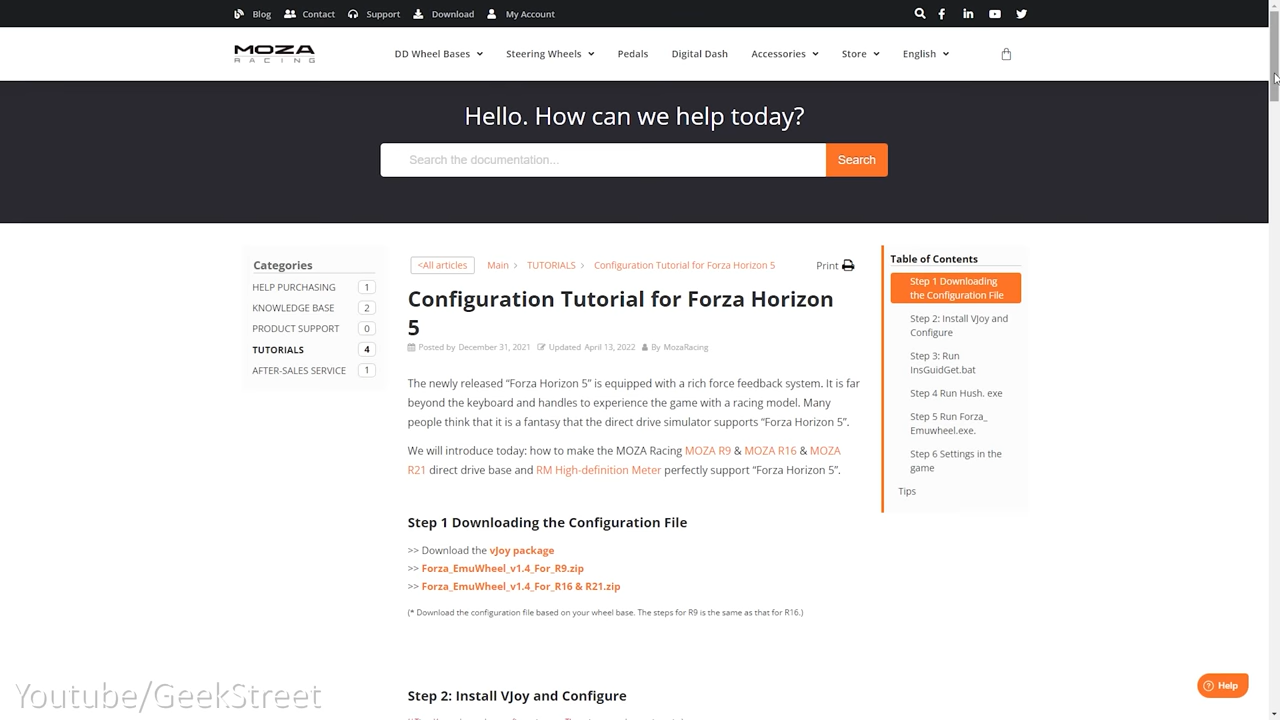 Blog Contact Support Download My Account
MOZA
RACING
DD Wheel Bases Steering Wheels Pedals Digital Dash Accessories Store English
Hello. How can we help today?
Search the documentation... Search
Categories
HELP PURCHASING 1
KNOWLEDGE BASE 2
PRODUCT SUPPORT 0
TUTORIALS 4
AFTER-SALES SERVICE 1
<All articles Main > TUTORIALS > Configuration Tutorial for Forza Horizon 5 Print
Configuration Tutorial for Forza Horizon
5
Posted by December 31, 2021 Updated April 13, 2022 By MozaRacing
The newly released “Forza Horizon 5” is equipped with a rich force feedback system. It is far
beyond the keyboard and handles to experience the game with a racing model. Many
people think that it is a fantasy that the direct drive simulator supports “Forza Horizon 5”.
We will introduce today: how to make the MOZA Racing MOZA R9 & MOZA R16 & MOZA
R21 direct drive base and RM High-definition Meter perfectly support “Forza Horizon 5”.
Step 1 Downloading the Configuration File
>> Download the vJoy package
>> Forza_EmuWheel_v1.4_For_R9.zip
>> Forza_EmuWheel_v1.4_For_R16 & R21.zip
(* Download the configuration file based on your wheel base. The steps for R9 is the same as that for R16.)
Step 2: Install VJoy and Configure
Table of Contents
Step 1 Downloading
the Configuration File
Step 2: Install VJoy and
Configure
Step 3: Run
InsGuidGet.bat
Step 4 Run Hush. exe
Step 5 Run Forza_
Emuwheel.exe.
Step 6 Settings in the
game
Tips
Help
Youtube/GeekStreet